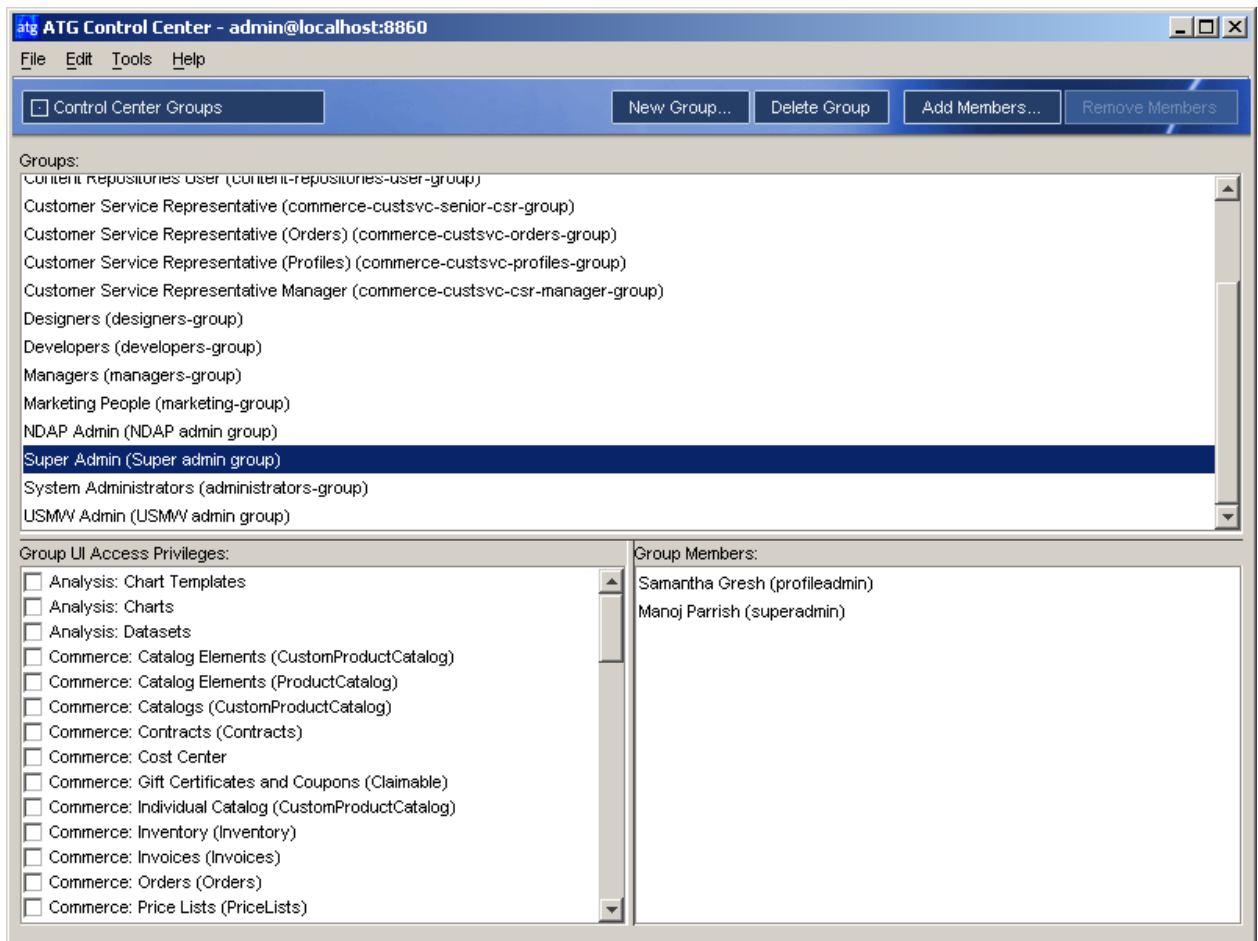 atg ATG Control Center - admin@localhost:8860
File Edit Tools Help
Control Center Groups New Group... Delete Group Add Members... Remove Members
Groups:
Content Repositories User (content-repositories-user-group)
Customer Service Representative (commerce-custsvc-senior-csr-group)
Customer Service Representative (Orders) (commerce-custsvc-orders-group)
Customer Service Representative (Profiles) (commerce-custsvc-profiles-group)
Customer Service Representative Manager (commerce-custsvc-csr-manager-group)
Designers (designers-group)
Developers (developers-group)
Managers (managers-group)
Marketing People (marketing-group)
NDAP Admin (NDAP admin group)
Super Admin (Super admin group)
System Administrators (administrators-group)
USMW Admin (USMW admin group)
Group UI Access Privileges:
Analysis: Chart Templates
Analysis: Charts
Analysis: Datasets
Commerce: Catalog Elements (CustomProductCatalog)
Commerce: Catalog Elements (ProductCatalog)
Commerce: Catalogs (CustomProductCatalog)
Commerce: Contracts (Contracts)
Commerce: Cost Center
Commerce: Gift Certificates and Coupons (Claimable)
Commerce: Individual Catalog (CustomProductCatalog)
Commerce: Inventory (Inventory)
Commerce: Invoices (Invoices)
Commerce: Orders (Orders)
Commerce: Price Lists (PriceLists)
Group Members:
Samantha Gresh (profileadmin)
Manoj Parrish (superadmin)